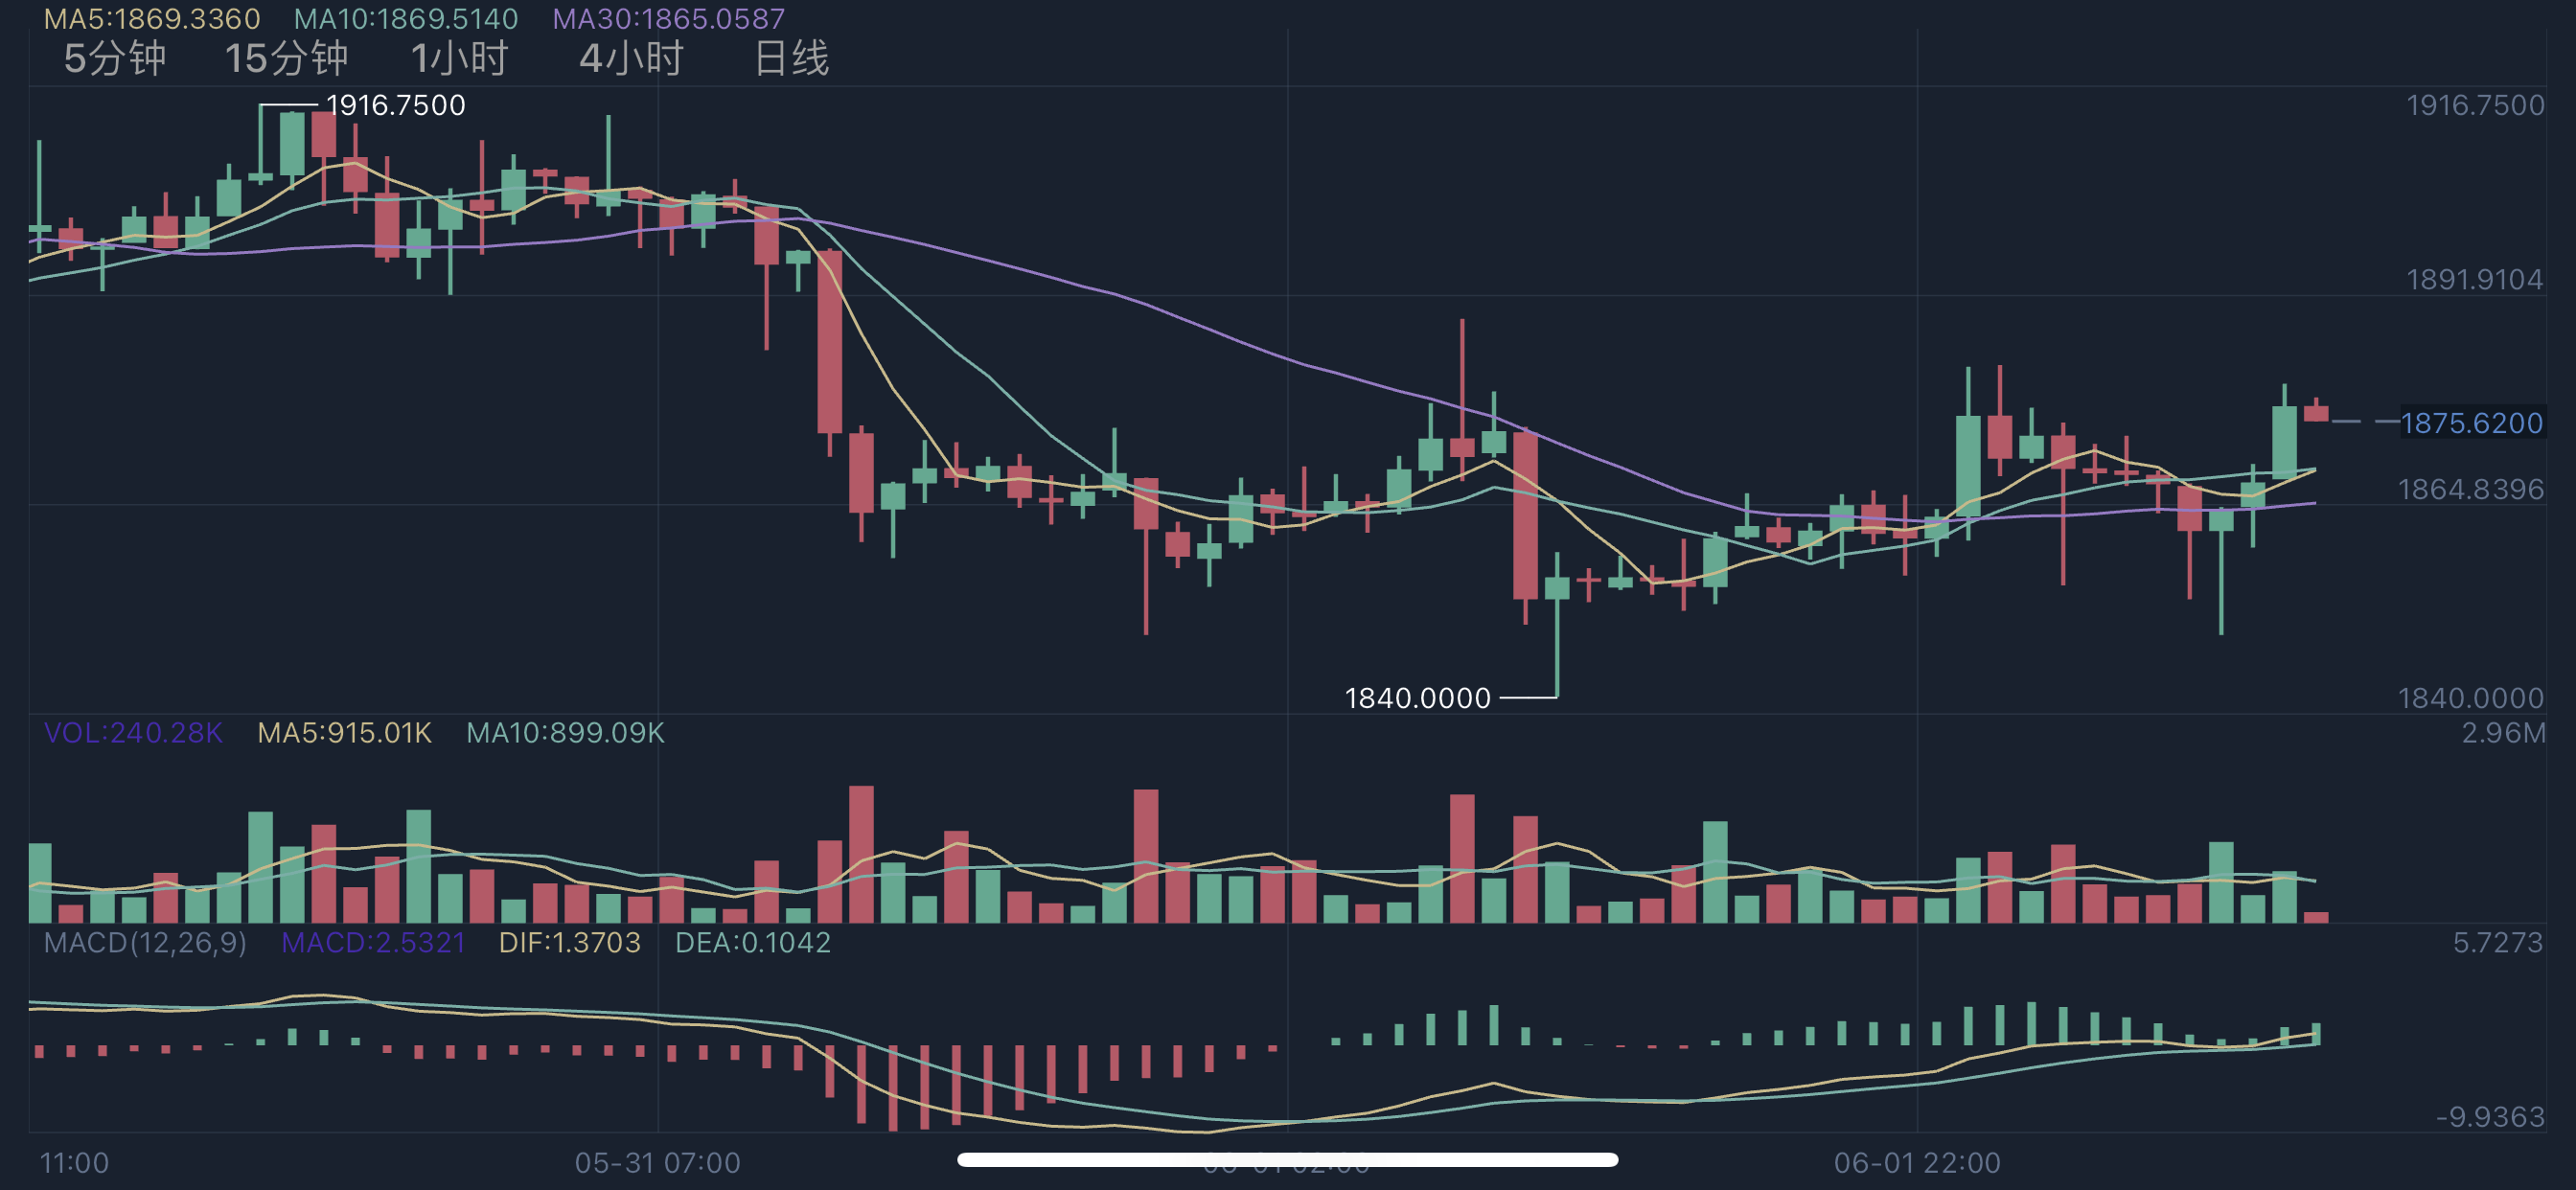 MA5:1869.3360 MA10:1869.5140 MA30:1865.0587
5分钟 15分钟 1小时 4小时 日线
1916.7500 1916.7500
1891.9104
1875.6200
1864.8396
1840.0000 1840.0000
VOL:240.28K MA5:915.01K MA10:899.09K 2.96M
MACD(12,26,9) MACD:2.5321 DIF:1.3703 DEA:0.1042 5.7273
-9.9363
11:00 05-31 07:00 06-01 22:00